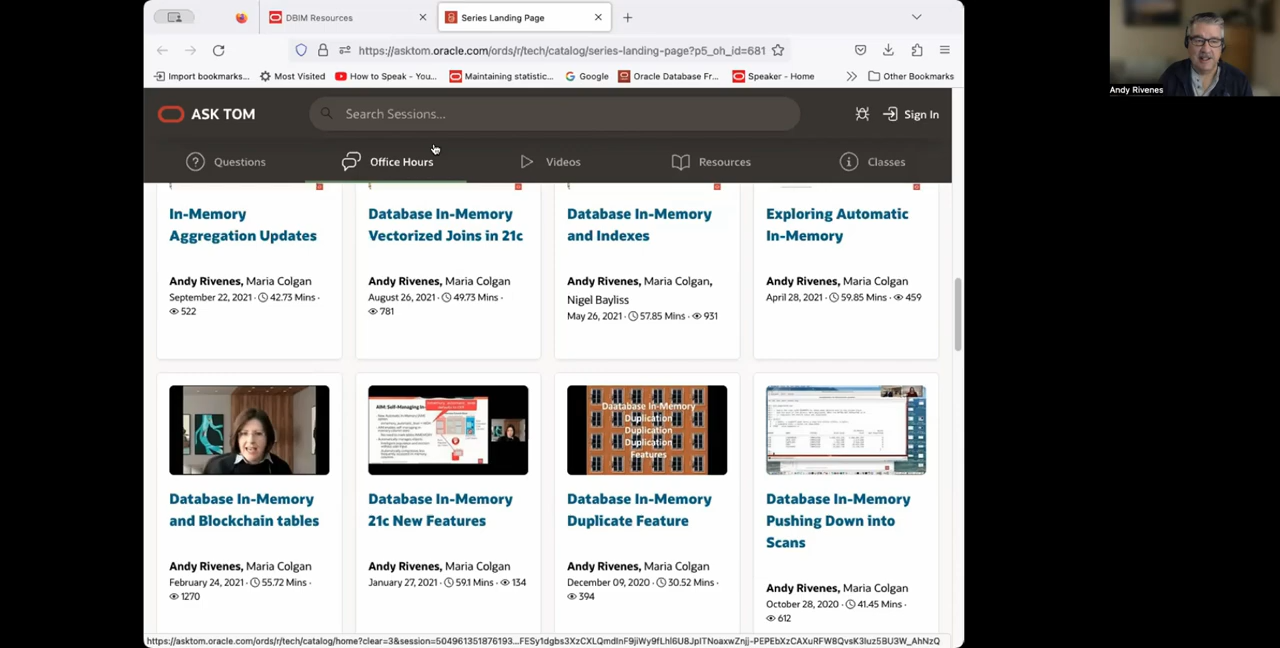 DBIM Resources
Series Landing Page
https://asktom.oracle.com/ords/r/tech/catalog/series-landing-page?p5_oh_id=681
Import bookmarks...
Most Visited
How to Speak - You...
Maintaining statistic...
Google
Oracle Database Fr...
Speaker - Home
Other Bookmarks
Andy Rivenes
ASK TOM
Search Sessions...
Sign In
Questions
Office Hours
Videos
Resources
Classes
In-Memory
Aggregation Updates
Andy Rivenes, Maria Colgan
September 22, 2021 · 42.73 Mins ·
522
Database In-Memory
Vectorized Joins in 21c
Andy Rivenes, Maria Colgan
August 26, 2021 · 49.73 Mins ·
781
Database In-Memory
and Indexes
Andy Rivenes, Maria Colgan,
Nigel Bayliss
May 26, 2021 · 57.85 Mins · 931
Exploring Automatic
In-Memory
Andy Rivenes, Maria Colgan
April 28, 2021 · 59.85 Mins · 459
Database In-Memory
and Blockchain tables
Andy Rivenes, Maria Colgan
February 24, 2021 · 55.72 Mins ·
1270
AIM: Self-Managing In-
Database In-Memory
21c New Features
Andy Rivenes, Maria Colgan
January 27, 2021 · 59.1 Mins · 134
Daatabase In-Memory
Duplication
Duplication
Duplication
Features
Database In-Memory
Duplicate Feature
Andy Rivenes, Maria Colgan
December 09, 2020 · 30.52 Mins ·
394
Database In-Memory
Pushing Down into
Scans
Andy Rivenes, Maria Colgan
October 28, 2020 · 41.45 Mins ·
612